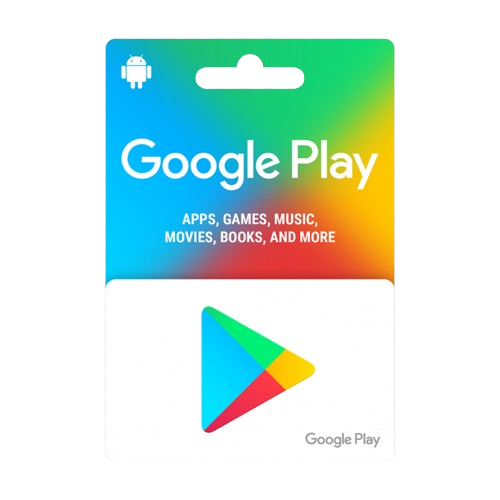 Google Play
APPS, GAMES, MUSIC,
MOVIES, BOOKS, AND MORE
Google Play